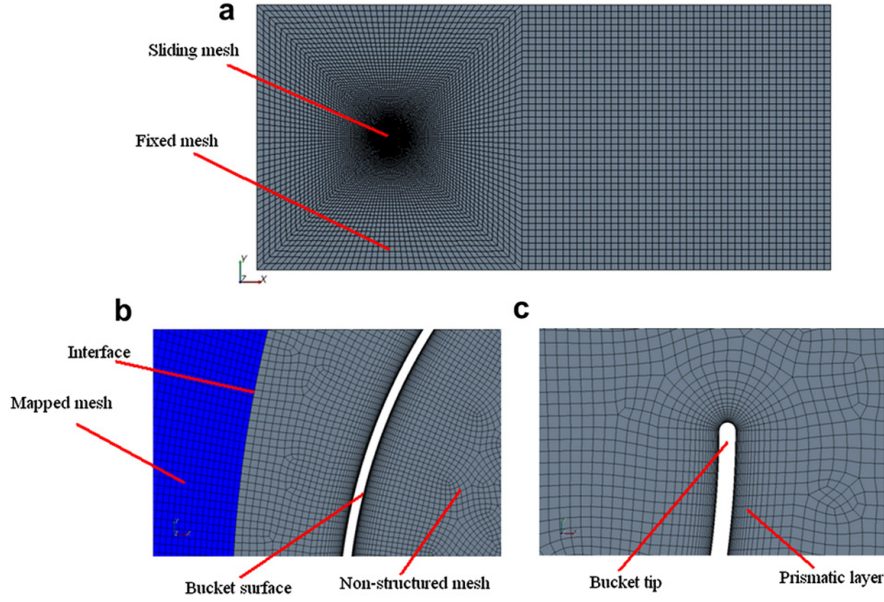 a
Sliding mesh
Fixed mesh
Y
Z X
b
c
Interface
Mapped mesh
Bucket surface
Non-structured mesh
Bucket tip
Prismatic layer